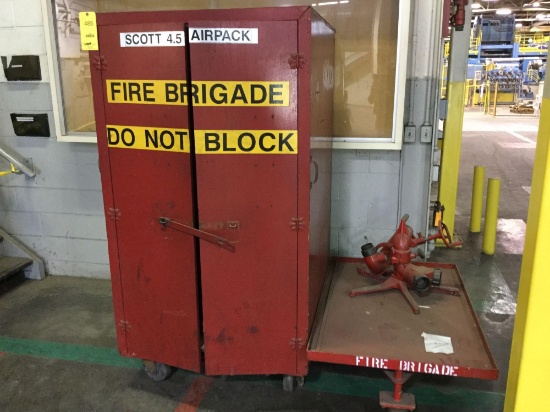 SCOTT 4.5 AIRPACK
FIRE BRIGADE
DO NOT BLOCK
FIRE BRIGADE